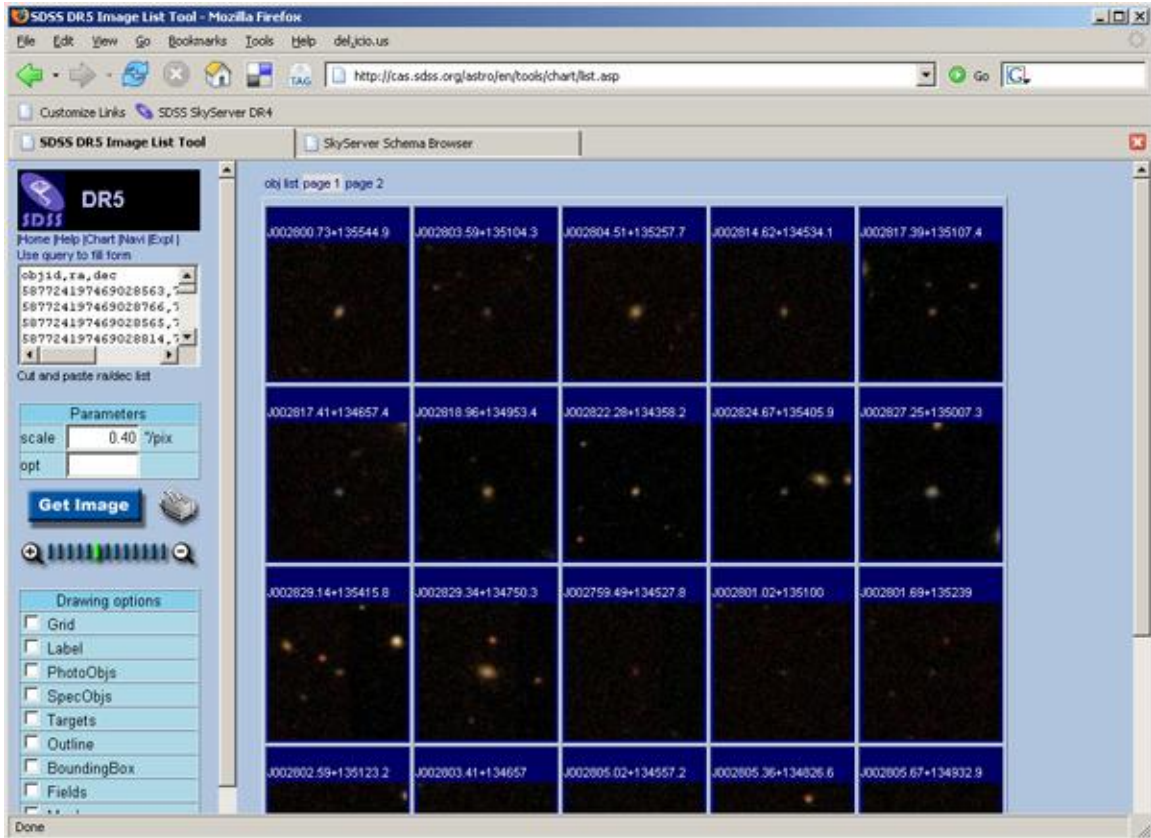 SDSS DR5 Image List Tool - Mozilla Firefox
File Edit View Go Bookmarks Tools Help del.icio.us
TAG http://cas.sdss.org/astro/en/tools/chart/list.asp Go G
Customize Links SDSS SkyServer DR4
SDSS DR5 Image List Tool SkyServer Schema Browser
SDSS DR5
|Home |Help |Chart |Navi |Expl |
Use query to fill form
objid,ra,dec
587724197469028563,7
587724197469028766,7
587724197469028565,7
587724197469028814,7
Cut and paste ra/dec list
Parameters
scale 0.40 "/pix
opt
Get Image
Drawing options
Grid
Label
PhotoObjs
SpecObjs
Targets
Outline
BoundingBox
Fields
obj list page 1 page 2
J002800.73+135544.9 J002803.59+135104.3 J002804.51+135257.7 J002814.62+134534.1 J002817.39+135107.4
J002817.41+134657.4 J002818.96+134953.4 J002822.28+134358.2 J002824.67+135405.9 J002827.25+135007.3
J002829.14+135415.8 J002829.34+134750.3 J002759.49+134527.8 J002801.02+135100 J002801.69+135239
J002802.59+135123.2 J002803.41+134657 J002805.02+134557.2 J002805.36+134826.6 J002805.67+134932.9
Done